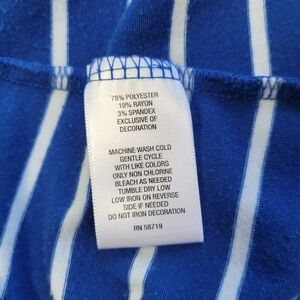 78% POLYESTER
19% RAYON
3% SPANDEX
EXCLUSIVE OF
DECORATION
MACHINE WASH COLD
GENTLE CYCLE
WITH LIKE COLORS
ONLY NON CHLORINE
BLEACH AS NEEDED
TUMBLE DRY LOW
LOW IRON ON REVERSE
SIDE IF NEEDED
DO NOT IRON DECORATION
RN 56719